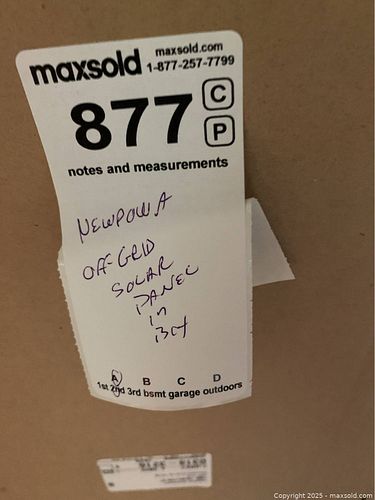 maxsold
maxsold.com
1-877-257-7799
877
C
P
notes and measurements
NEWPOWA
OFF-GRID
SOLAR
PANEL
in
BOX
A B C D
1st 2nd 3rd bsmt garage outdoors
Copyright 2025 - maxsold.com